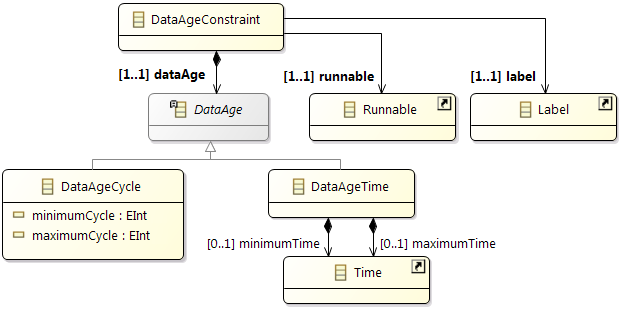 DataAgeConstraint
[1..1] dataAge
[1..1] runnable
[1..1] label
DataAge
Runnable
Label
DataAgeCycle
minimumCycle : EInt
maximumCycle : EInt
DataAgeTime
[0..1] minimumTime
[0..1] maximumTime
Time